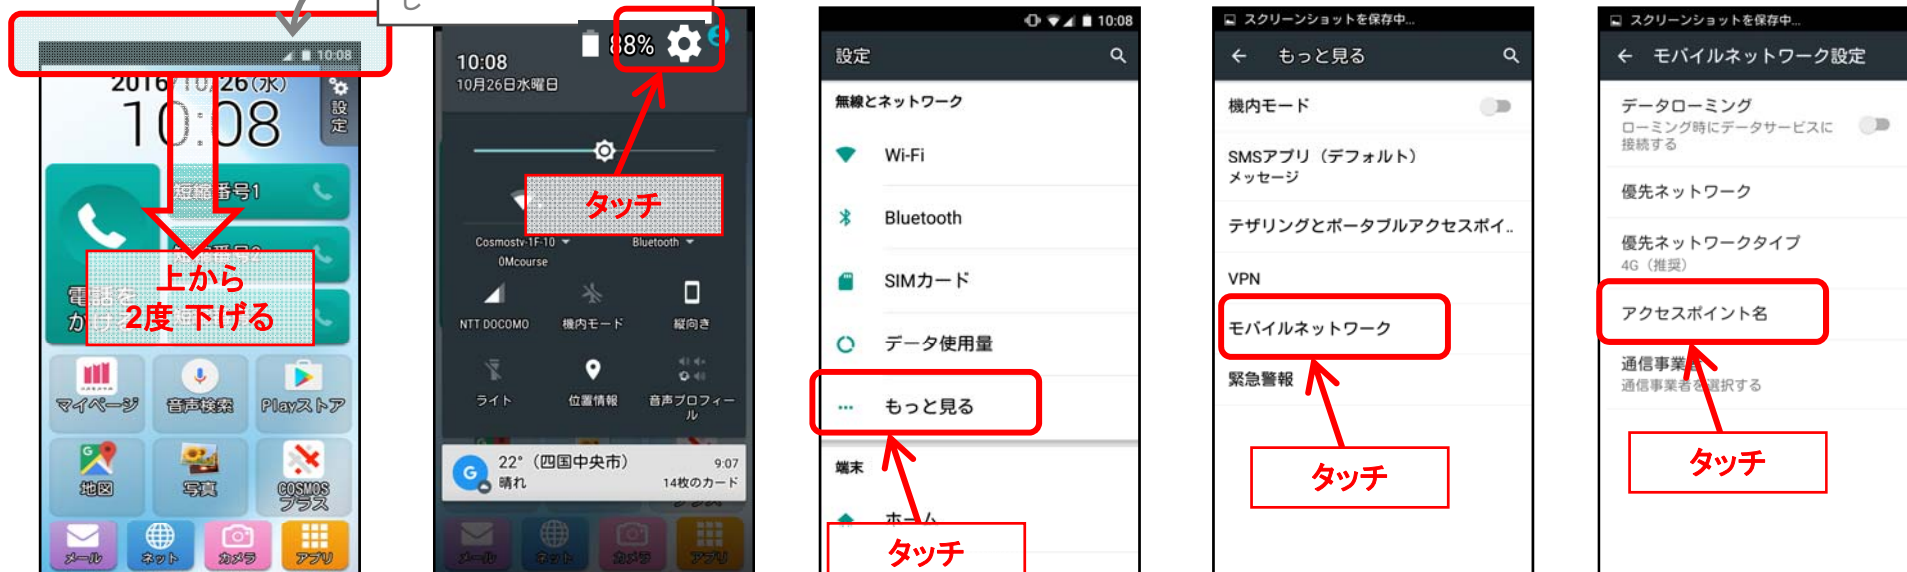 し
10:08
2016/10/26(水)
10:08
設定
短縮番号1
短縮番号2
電話を
上から
2度 下げる
マイページ
音声検索
Playストア
地図
写真
COSMOS
プラス
メール
ネット
カメラ
アプリ
88%
10:08
10月26日水曜日
タッチ
Cosmostv-1F-10
0Mcourse
Bluetooth
NTT DOCOMO
機内モード
縦向き
ライト
位置情報
音声プロフィー
ル
22°（四国中央市）
晴れ
9:07
14枚のカード
メール
ネット
カメラ
アプリ
10:08
設定
無線とネットワーク
Wi-Fi
Bluetooth
SIMカード
データ使用量
もっと見る
端末
ホーム
タッチ
スクリーンショットを保存中...
もっと見る
機内モード
SMSアプリ（デフォルト）
メッセージ
テザリングとポータブルアクセスポイ..
VPN
モバイルネットワーク
緊急警報
タッチ
スクリーンショットを保存中...
モバイルネットワーク設定
データローミング
ローミング時にデータサービスに
接続する
優先ネットワーク
優先ネットワークタイプ
4G（推奨）
アクセスポイント名
通信事業者
通信事業者を選択する
タッチ